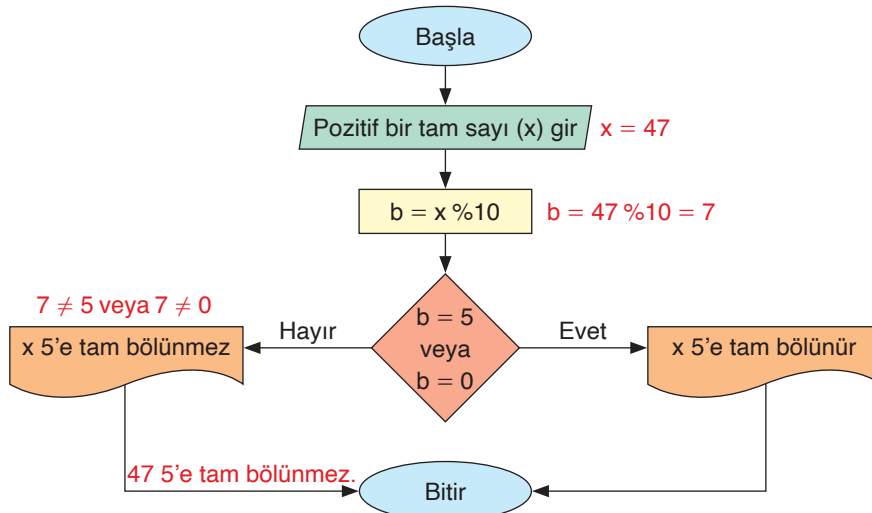 Başla
Pozitif bir tam sayı (x) gir
x = 47
b = x %10
b = 47 %10 = 7
b = 5
veya
b = 0
Hayır
Evet
7 ≠ 5 veya 7 ≠ 0
x 5’e tam bölünmez
x 5’e tam bölünür
47 5’e tam bölünmez.
Bitir